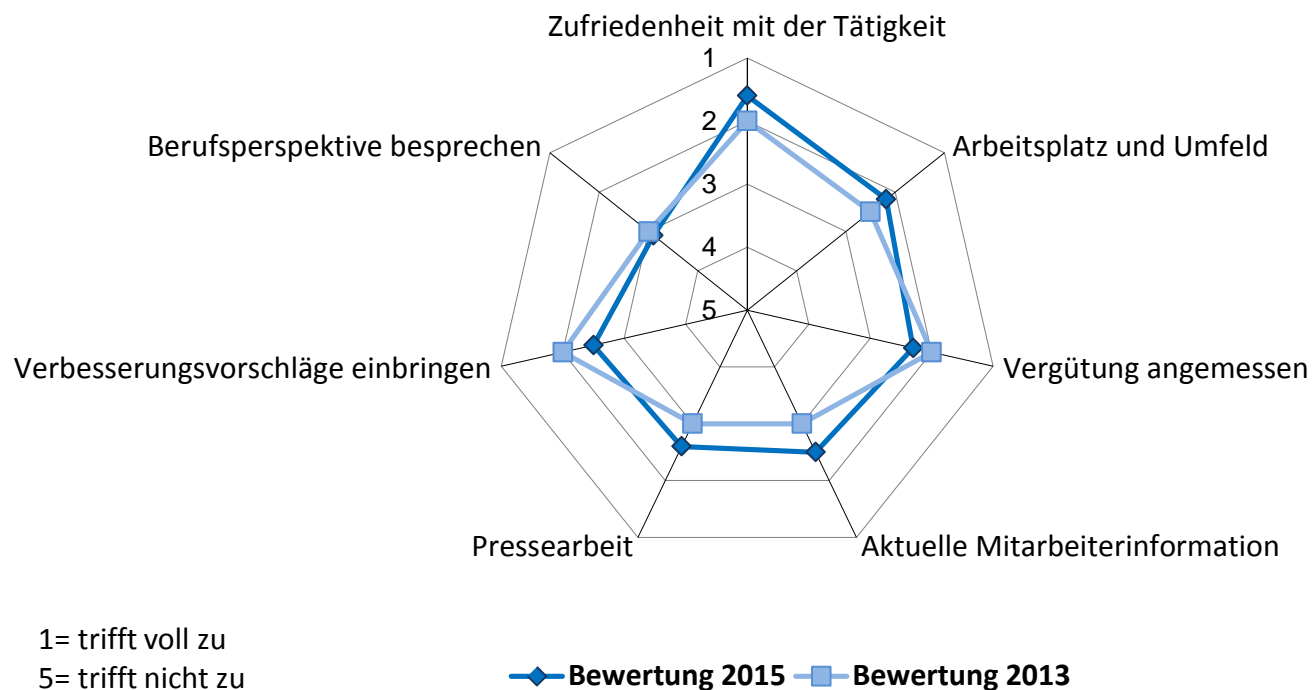 Zufriedenheit mit der Tätigkeit
1
Berufsperspektive besprechen
2
Arbeitsplatz und Umfeld
3
4
5
Verbesserungsvorschläge einbringen
Vergütung angemessen
Pressearbeit
Aktuelle Mitarbeiterinformation
1= trifft voll zu
5= trifft nicht zu
Bewertung 2015
Bewertung 2013